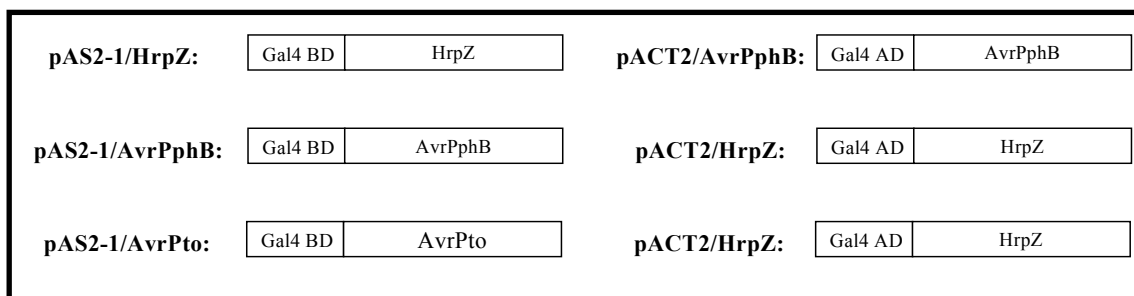 pAS2-1/HrpZ: Gal4 BD HrpZ pACT2/AvrPphB: Gal4 AD AvrPphB
pAS2-1/AvrPphB: Gal4 BD AvrPphB pACT2/HrpZ: Gal4 AD HrpZ
pAS2-1/AvrPto: Gal4 BD AvrPto pACT2/HrpZ: Gal4 AD HrpZ